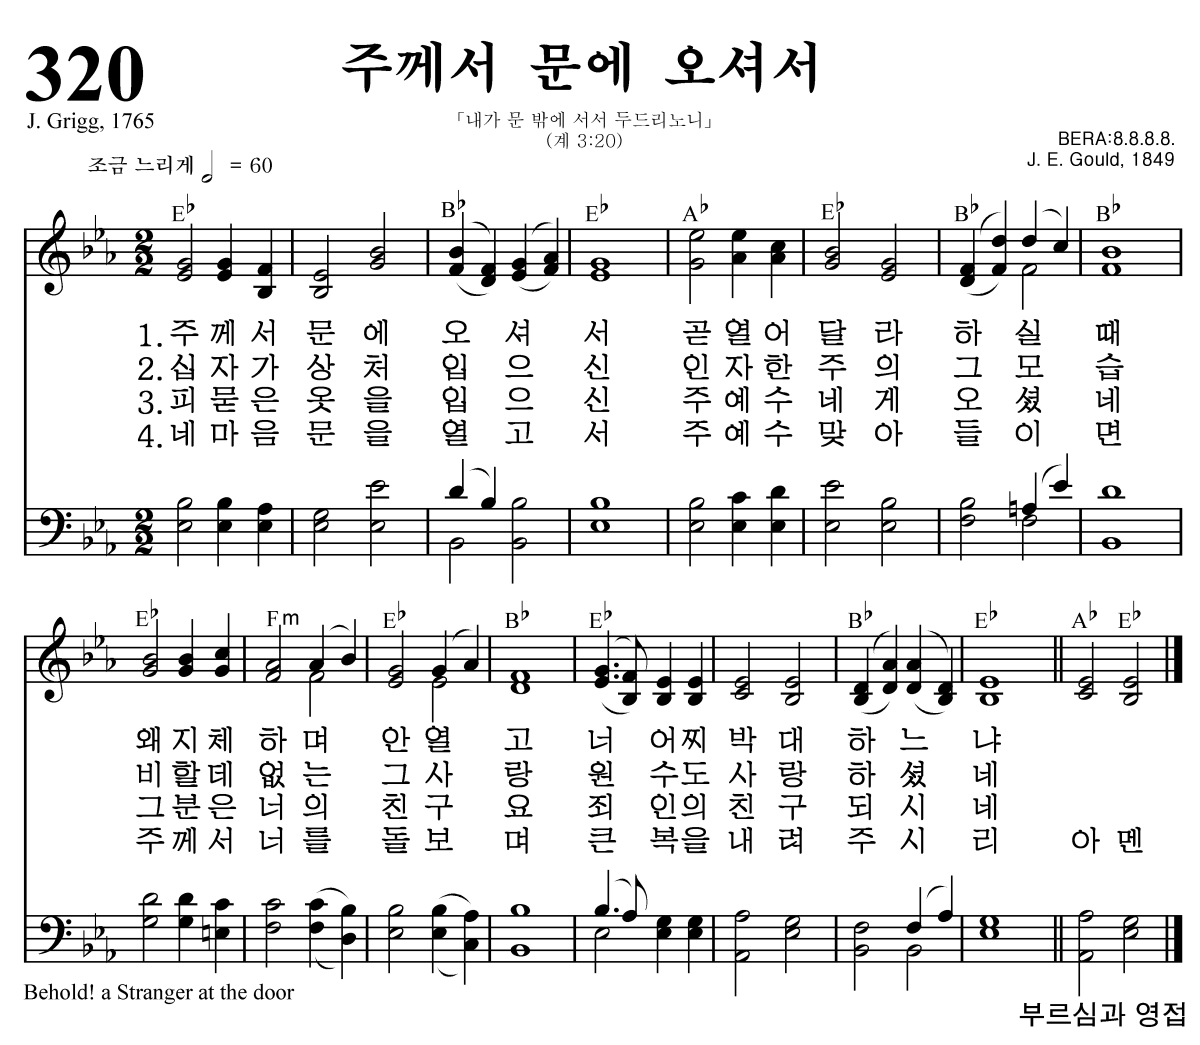 320
주께서 문에 오셔서
J. Grigg, 1765
「내가 문 밖에 서서 두드리노니」
(계 3:20)
BERA:8.8.8.8.
J. E. Gould, 1849
조금 느리게 = 60
E♭ B♭ E♭ A♭ E♭ B♭ B♭
1. 주 께 서 문 에 오 셔 서 곧 열 어 달 라 하 실 때
2. 십 자 가 상 처 입 으 신 인 자 한 주 의 그 모 습
3. 피 묻 은 옷 을 입 으 신 주 예 수 네 게 오 셨 네
4. 네 마 음 문 을 열 고 서 주 예 수 맞 아 들 이 면
E♭ Fm E♭ B♭ E♭ B♭ E♭ A♭ E♭
왜 지 체 하 며 안 열 고 너 어 찌 박 대 하 느 냐
비 할 데 없 는 그 사 랑 원 수 도 사 랑 하 셨 네
그 분 은 너 의 친 구 요 죄 인 의 친 구 되 시 네
주 께 서 너 를 돌 보 며 큰 복 을 내 려 주 시 리 아 멘
Behold! a Stranger at the door
부르심과 영접